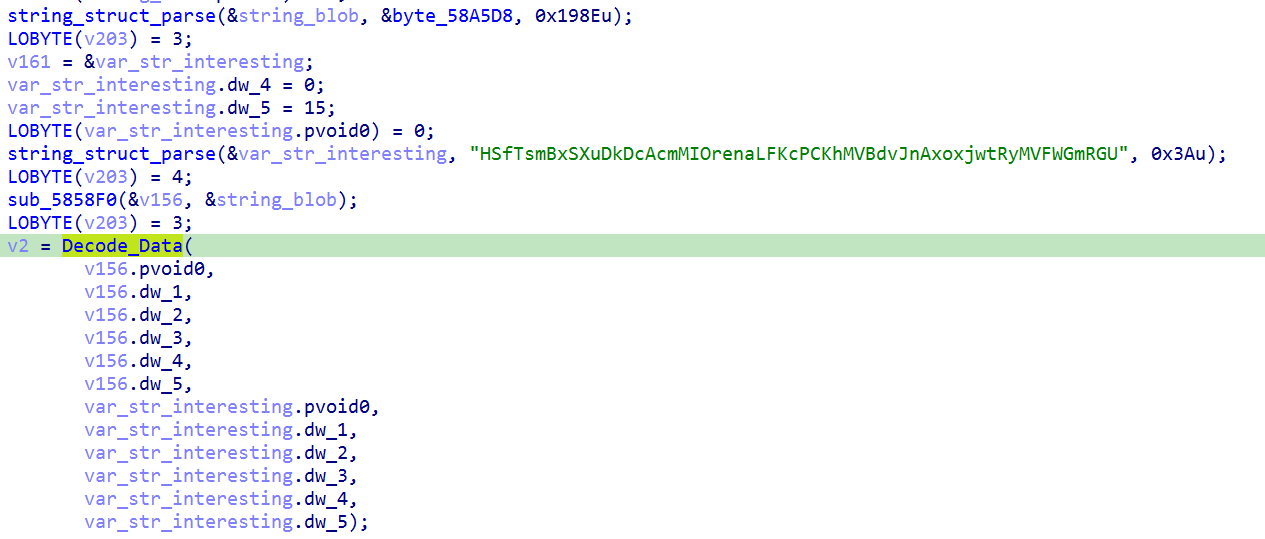 string_struct_parse(&string_blob, &byte_58A5D8, 0x198Eu);
LOBYTE(v203) = 3;
v161 = &var_str_interesting;
var_str_interesting.dw_4 = 0;
var_str_interesting.dw_5 = 15;
LOBYTE(var_str_interesting.pvoid0) = 0;
string_struct_parse(&var_str_interesting, "HSfTsmBxSXuDkDcAcmMIOrenaLFKcPCKhMVBdvJnAxoxjwtRyMVFWGmRGU", 0x3Au);
LOBYTE(v203) = 4;
sub_5858F0(&v156, &string_blob);
LOBYTE(v203) = 3;
v2 = Decode_Data(
v156.pvoid0,
v156.dw_1,
v156.dw_2,
v156.dw_3,
v156.dw_4,
v156.dw_5,
var_str_interesting.pvoid0,
var_str_interesting.dw_1,
var_str_interesting.dw_2,
var_str_interesting.dw_3,
var_str_interesting.dw_4,
var_str_interesting.dw_5);